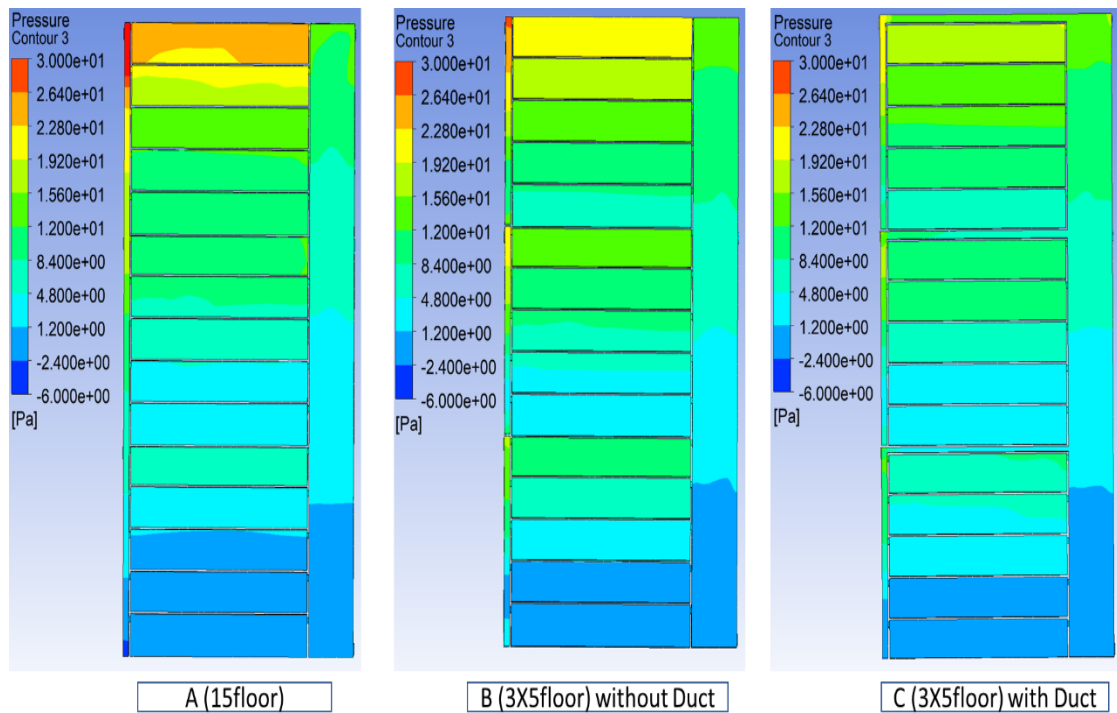 Pressure
Contour 3
3.000e+01
2.640e+01
2.280e+01
1.920e+01
1.560e+01
1.200e+01
8.400e+00
4.800e+00
1.200e+00
-2.400e+00
-6.000e+00
[Pa]
A (15floor)
Pressure
Contour 3
3.000e+01
2.640e+01
2.280e+01
1.920e+01
1.560e+01
1.200e+01
8.400e+00
4.800e+00
1.200e+00
-2.400e+00
-6.000e+00
[Pa]
B (3X5floor) without Duct
Pressure
Contour 3
3.000e+01
2.640e+01
2.280e+01
1.920e+01
1.560e+01
1.200e+01
8.400e+00
4.800e+00
1.200e+00
-2.400e+00
-6.000e+00
[Pa]
C (3X5floor) with Duct